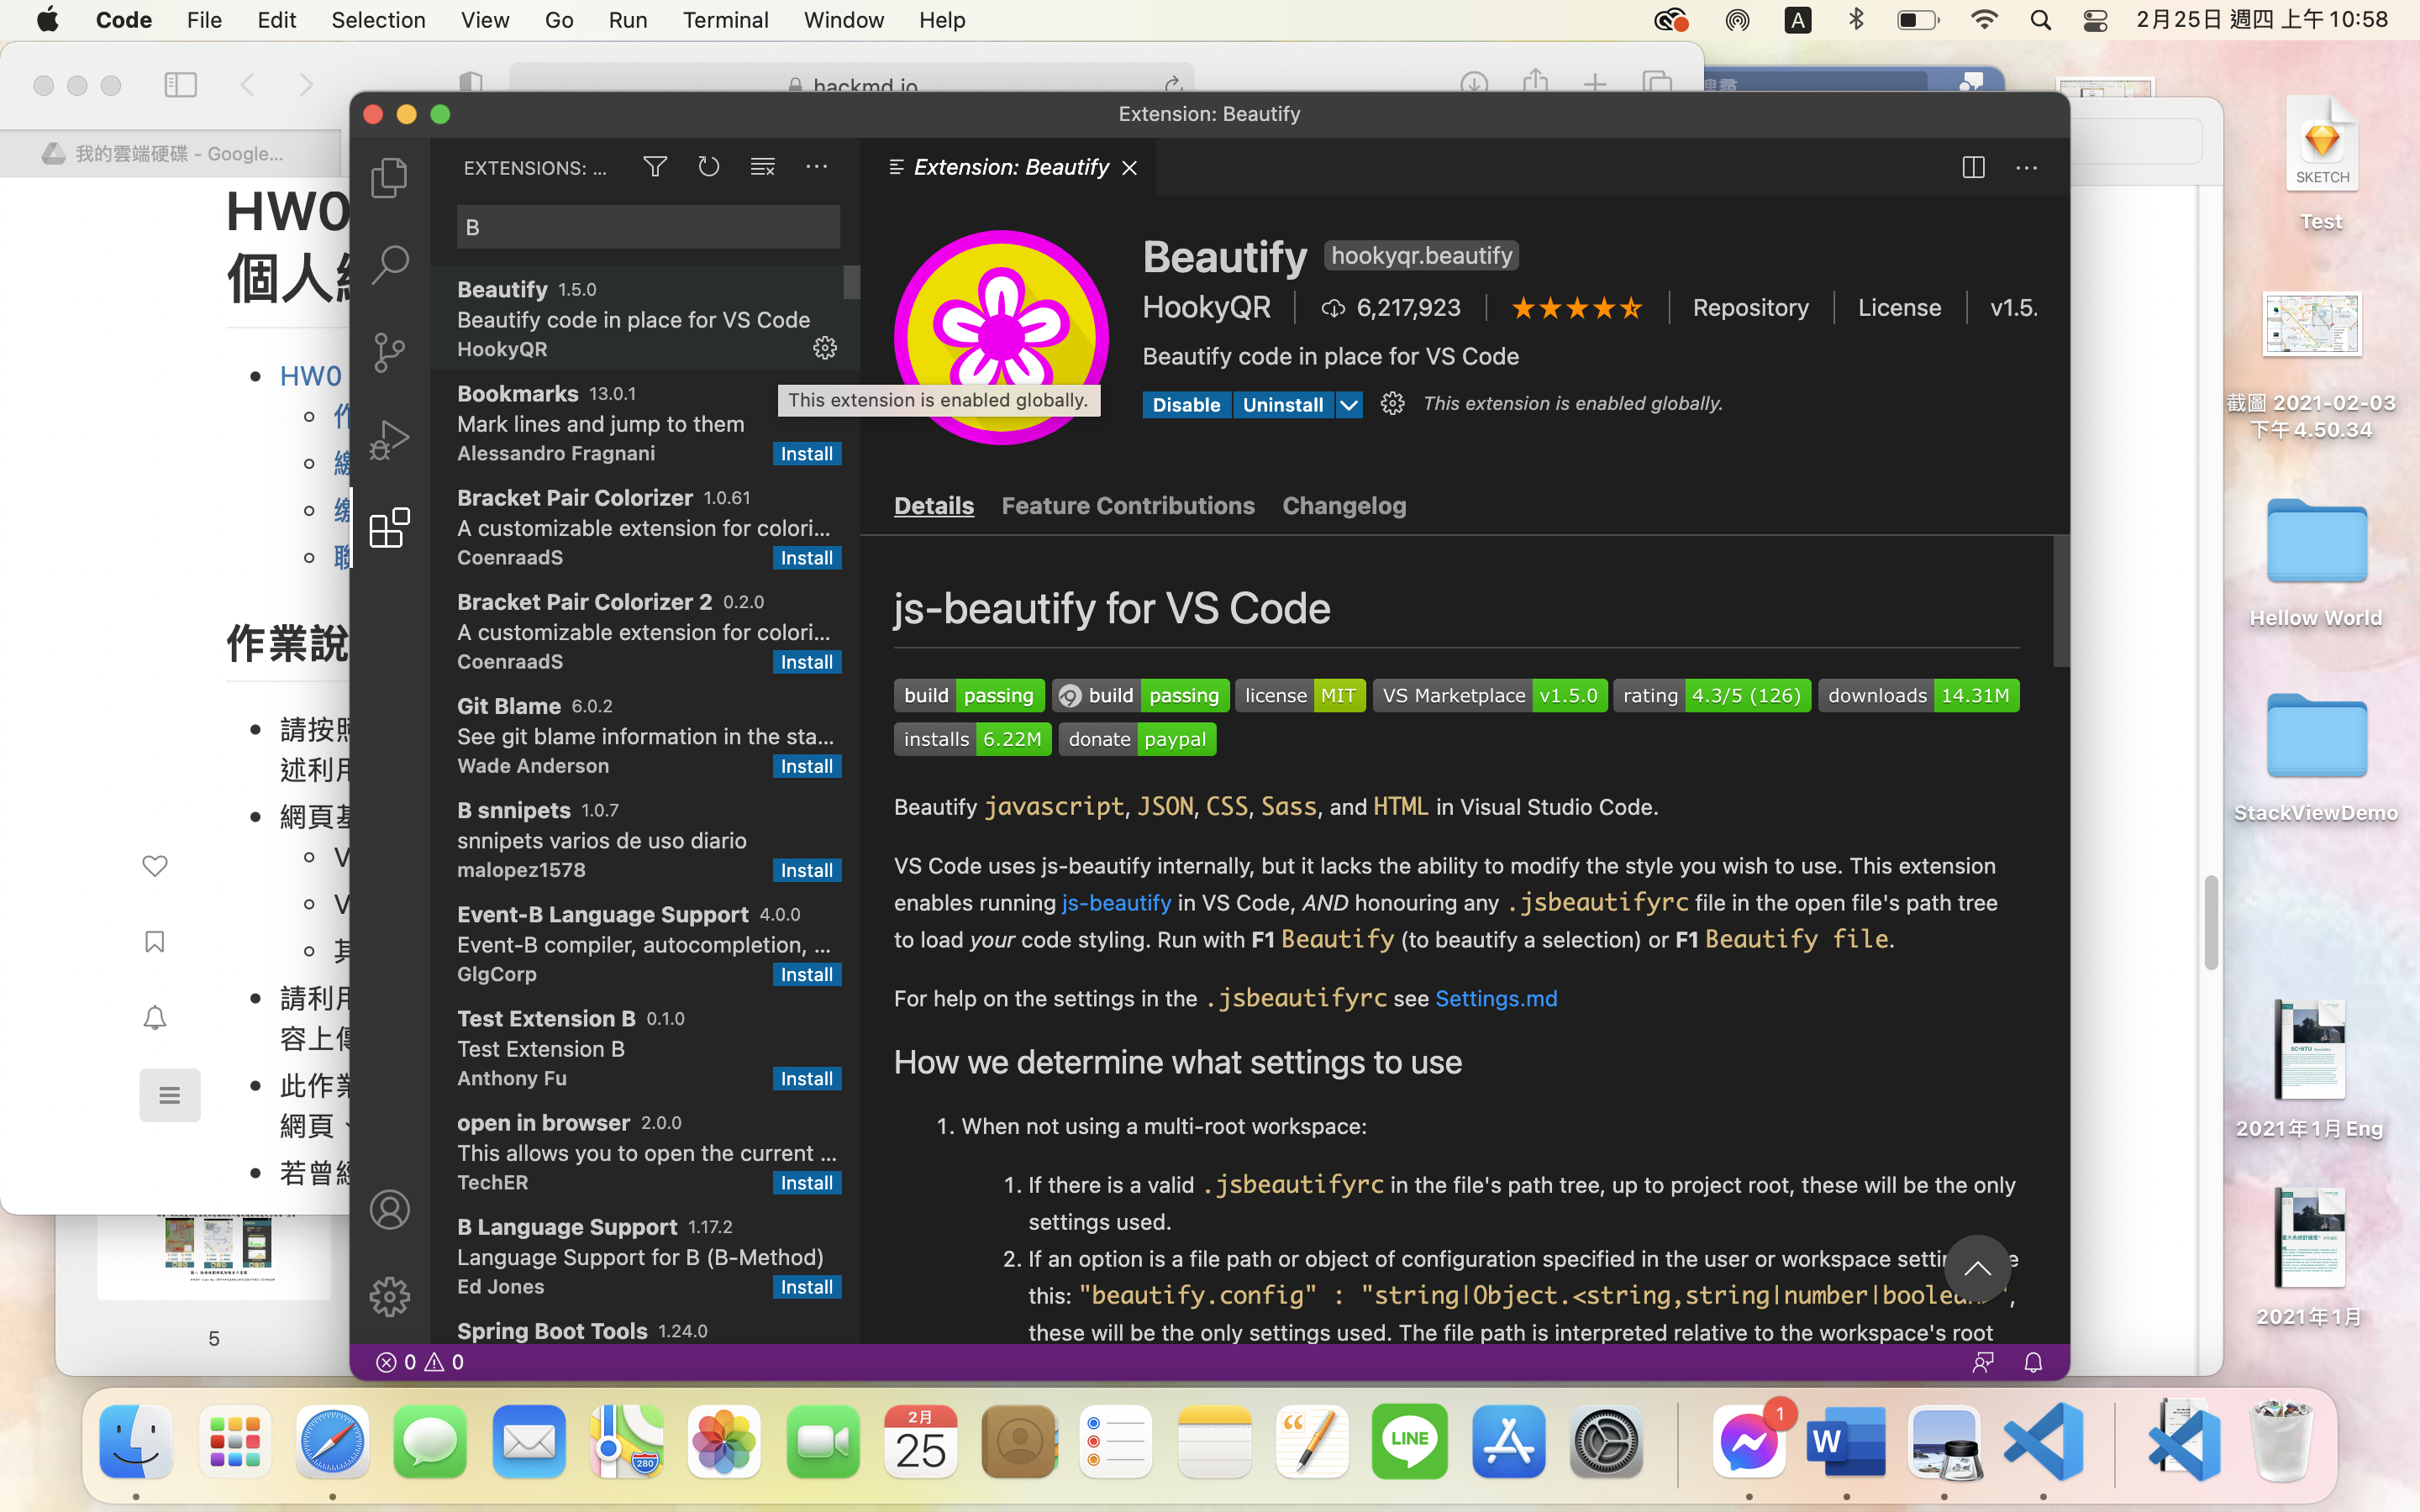 Code File Edit Selection View Go Run Terminal Window Help
A
2月25日 週四 上午10:58
hackmd.io
搜尋
我的雲端硬碟 - Google...
HW0
個人
HW0
作業說
請按照
述利用
網頁基
V
V
其
請利用
容上傳
此作業
網頁、
若曾經
5
Extension: Beautify
EXTENSIONS: ...
B
Beautify 1.5.0
Beautify code in place for VS Code
HookyQR
Bookmarks 13.0.1
Mark lines and jump to them
Alessandro Fragnani
Install
Bracket Pair Colorizer 1.0.61
A customizable extension for colori...
CoenraadS
Install
Bracket Pair Colorizer 2 0.2.0
A customizable extension for colori...
CoenraadS
Install
Git Blame 6.0.2
See git blame information in the sta...
Wade Anderson
Install
B snnipets 1.0.7
snnipets varios de uso diario
malopez1578
Install
Event-B Language Support 4.0.0
Event-B compiler, autocompletion, ...
GlgCorp
Install
Test Extension B 0.1.0
Test Extension B
Anthony Fu
Install
open in browser 2.0.0
This allows you to open the current ...
TechER
Install
B Language Support 1.17.2
Language Support for B (B-Method)
Ed Jones
Install
Spring Boot Tools 1.24.0
This extension is enabled globally.
Extension: Beautify
Beautify hookyqr.beautify
HookyQR 6,217,923 Repository License v1.5.
Beautify code in place for VS Code
Disable Uninstall This extension is enabled globally.
Details Feature Contributions Changelog
js-beautify for VS Code
build passing build passing license MIT VS Marketplace v1.5.0 rating 4.3/5 (126) downloads 14.31M
installs 6.22M donate paypal
Beautify javascript, JSON, CSS, Sass, and HTML in Visual Studio Code.
VS Code uses js-beautify internally, but it lacks the ability to modify the style you wish to use. This extension
enables running js-beautify in VS Code, AND honouring any .jsbeautifyrc file in the open file's path tree
to load your code styling. Run with F1 Beautify (to beautify a selection) or F1 Beautify file.
For help on the settings in the .jsbeautifyrc see Settings.md
How we determine what settings to use
1. When not using a multi-root workspace:
1. If there is a valid .jsbeautifyrc in the file's path tree, up to project root, these will be the only
settings used.
2. If an option is a file path or object of configuration specified in the user or workspace settin e
this: "beautify.config" : "string|Object.<string,string|number|boolean>",
these will be the only settings used. The file path is interpreted relative to the workspace's root
0 0
SKETCH
Test
截圖 2021-02-03
下午4.50.34
Hellow World
StackViewDemo
2021年1月Eng
2021年1月
280
2月
25
LINE
1
W